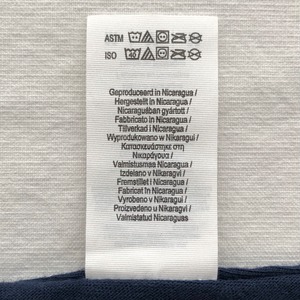 ASTM
ISO 40
Geproduceerd in Nicaragua /
Hergestellt in Nicaragua /
Nicaraguában gyártott /
Fabbricato in Nicaragua /
Tillverkad i Nicaragua /
Wyprodukowano w Nikaragui /
Κατασκευάστηκε στη
Νικαράγουα /
Valmistusmaa Nicaragua /
Izdelano v Nikaragvi /
Fremstillet i Nicaragua /
Fabricat în Nicaragua /
Vyrobeno v Nikaragui /
Proizvedeno u Nikaragvi /
Valmistatud Nicaraguas